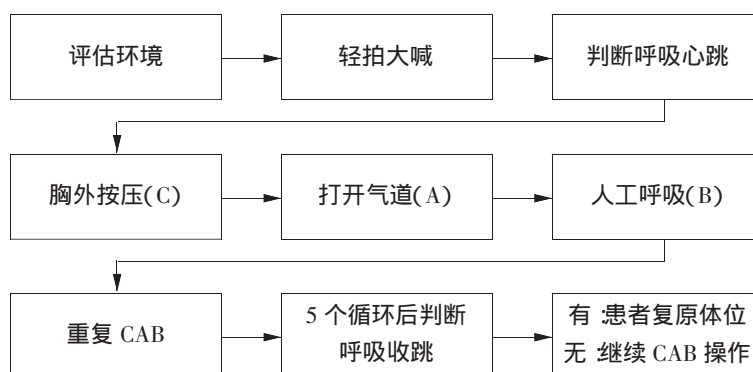 评估环境
轻拍大喊
判断呼吸心跳
胸外按压(C)
打开气道(A)
人工呼吸(B)
重复 CAB
5 个循环后判断
呼吸收跳
有:患者复原体位
无:继续 CAB 操作